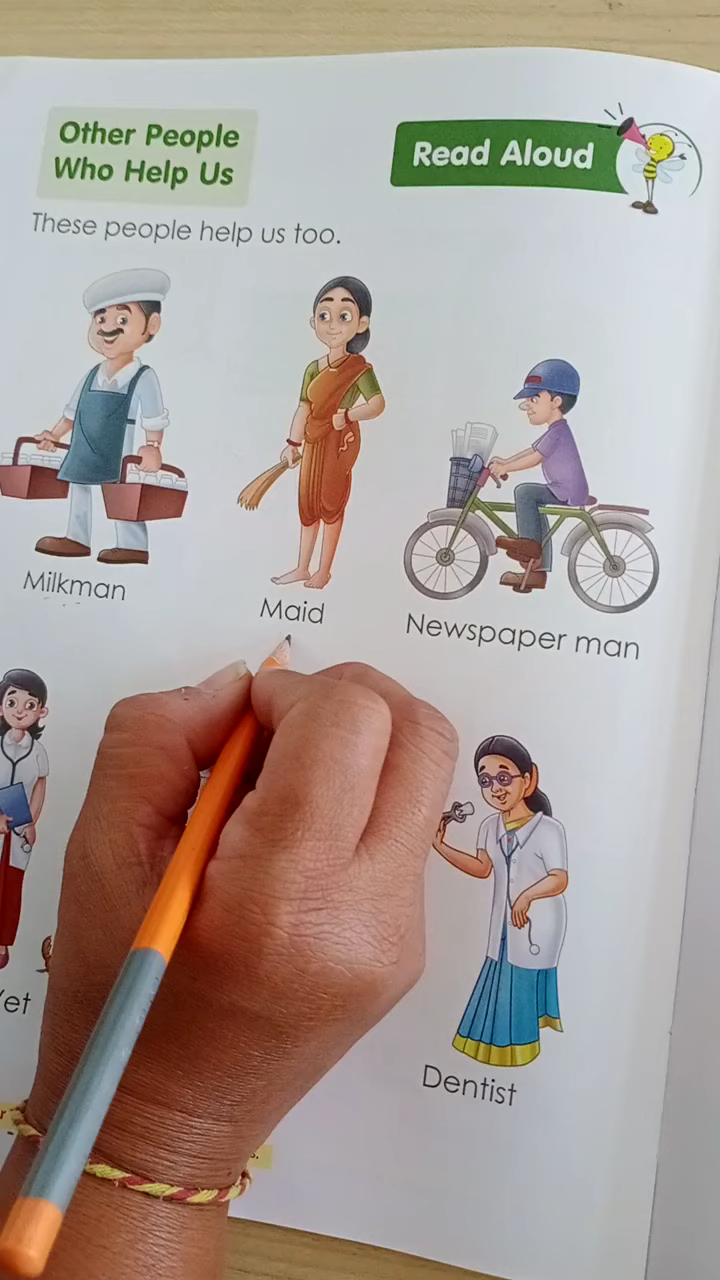 Other People
Who Help Us
Read Aloud
These people help us too.
Milkman
Maid
Newspaper man
Dentist